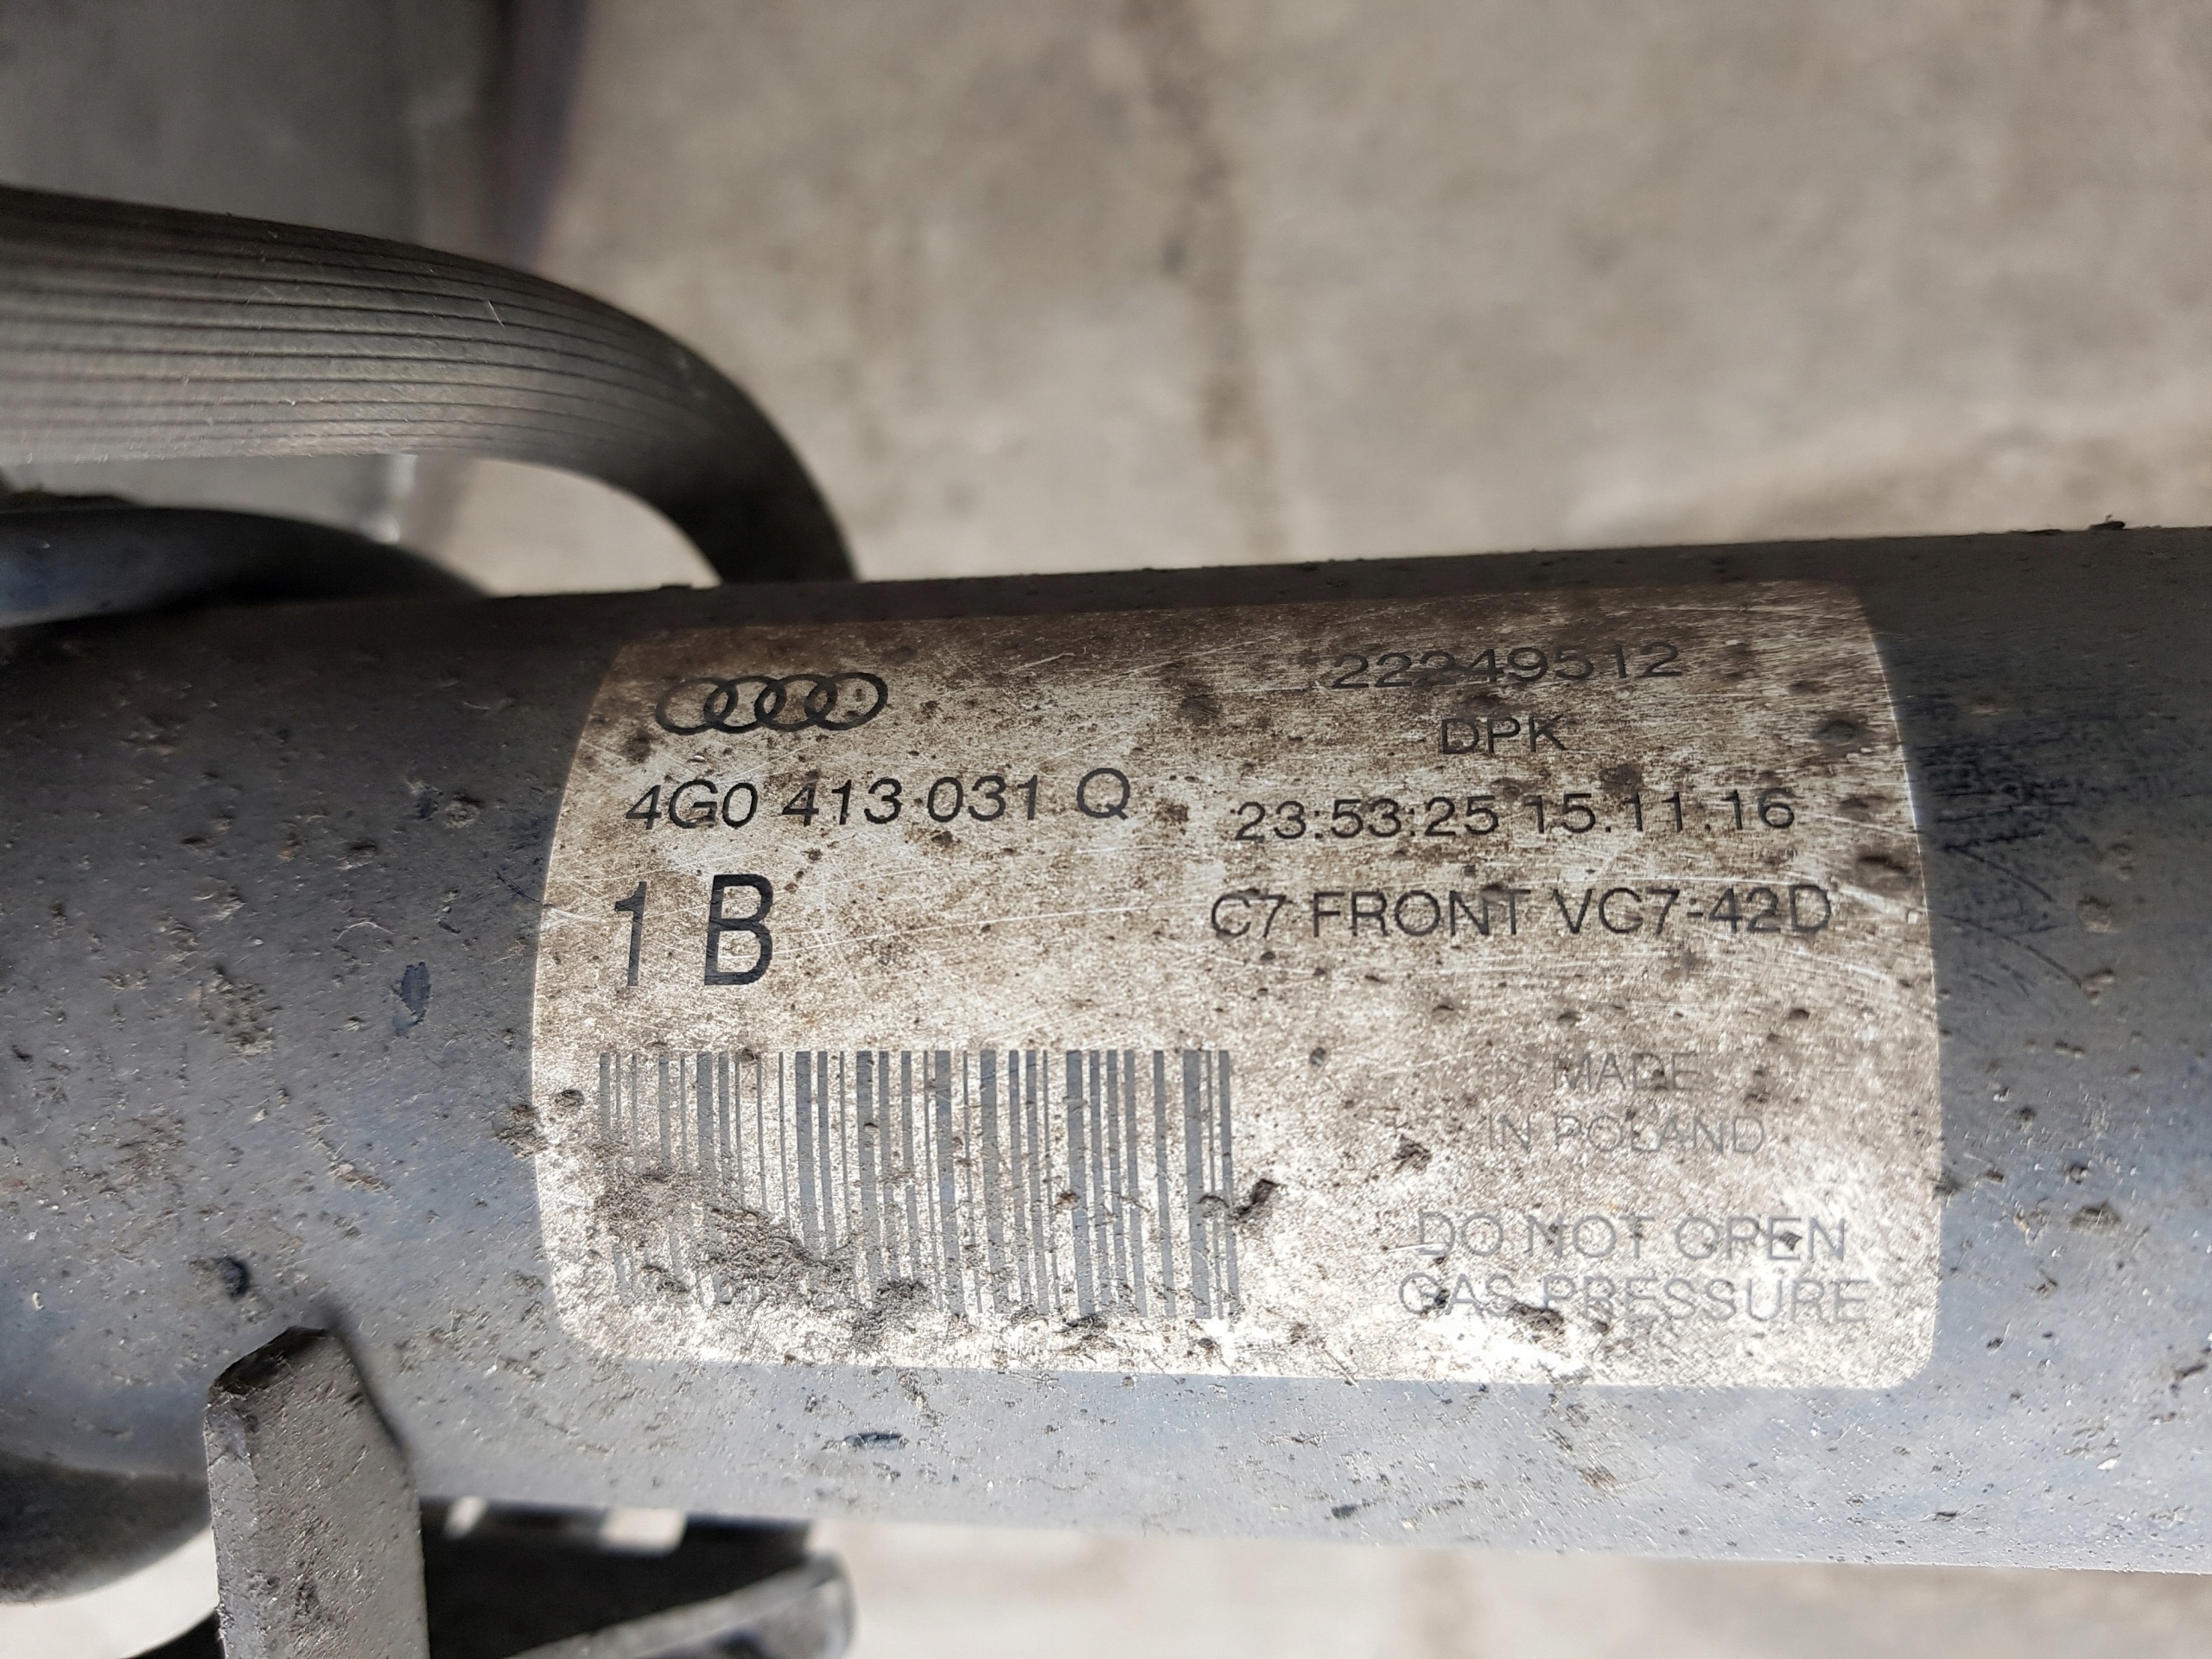 22249512
DPK
4G0 413 031 Q
23:53:25 15.11.16
1 B
C7 FRONT VC7-42D
MADE
IN POLAND
DO NOT OPEN
GAS PRESSURE